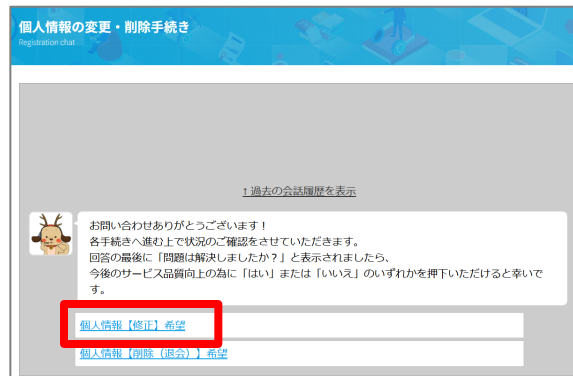 個人情報の変更・削除手続き
Registration chat
↑過去の会話履歴を表示
お問い合わせありがとうございます！
各手続きへ進む上で状況のご確認をさせていただきます。
回答の最後に「問題は解決しましたか？」と表示されましたら、
今後のサービス品質向上の為に「はい」または「いいえ」のいずれかを押下いただけると幸いで
す。
個人情報【修正】希望
個人情報【削除（退会）】希望